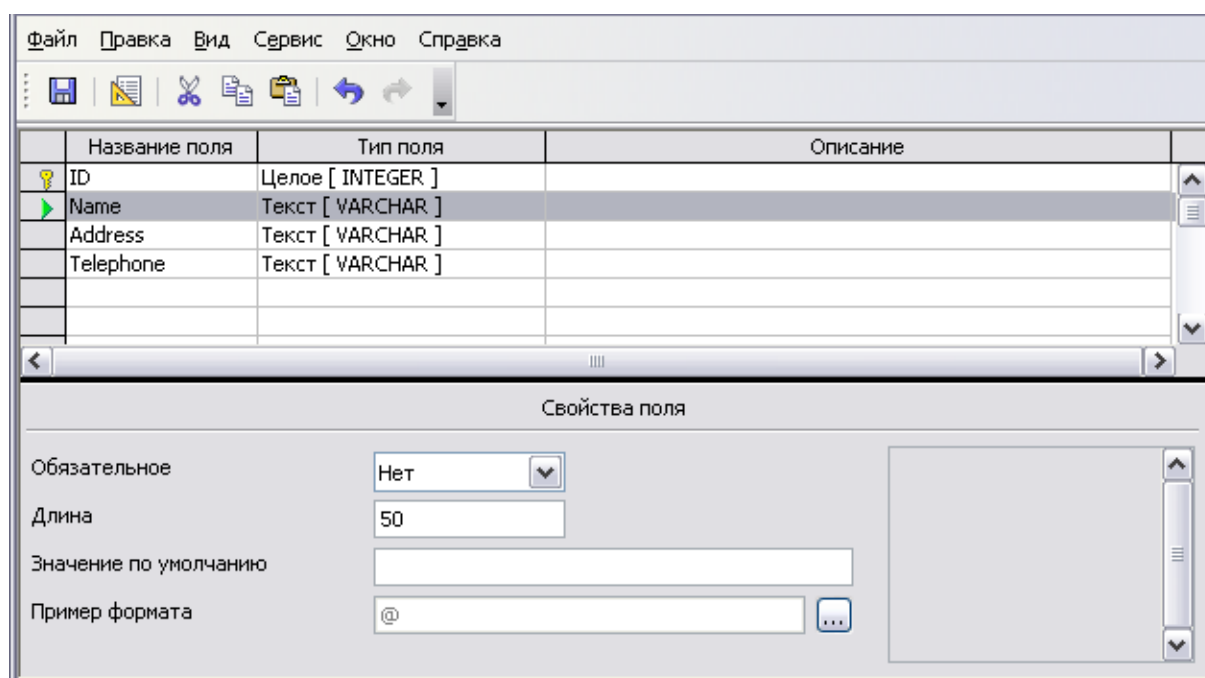 Файл Правка Вид Сервис Окно Справка
Название поля Тип поля Описание
ID Целое [ INTEGER ]
Name Текст [ VARCHAR ]
Address Текст [ VARCHAR ]
Telephone Текст [ VARCHAR ]
Свойства поля
Обязательное Нет
Длина 50
Значение по умолчанию
Пример формата @ ...